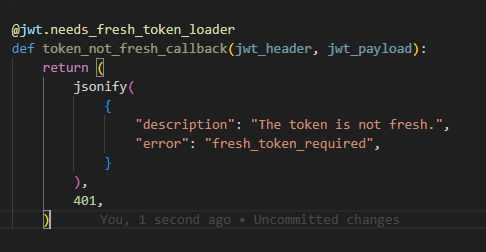 @jwt.needs_fresh_token_loader
def token_not_fresh_callback(jwt_header, jwt_payload):
    return (
        jsonify(
            {
                "description": "The token is not fresh.",
                "error": "fresh_token_required",
            }
        ),
        401,
    )    You, 1 second ago • Uncommitted changes